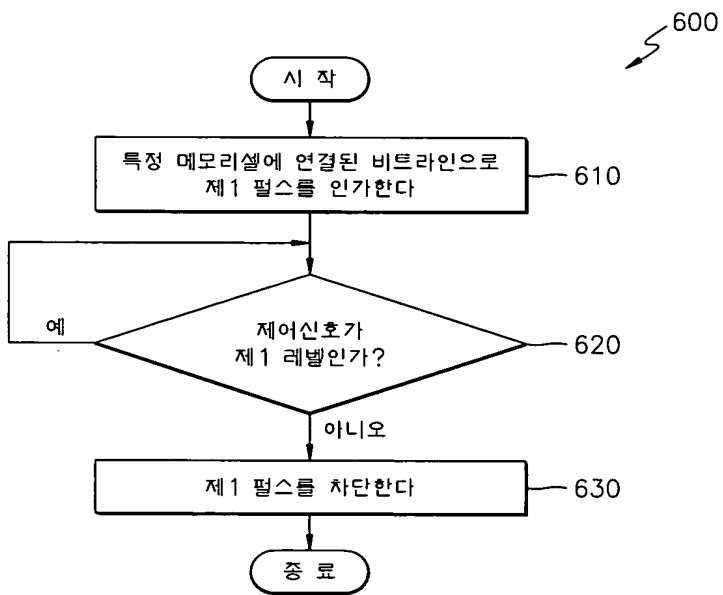 600
시 작
특정 메모리셀에 연결된 비트라인으로
제1 펄스를 인가한다
610
예
제어신호가
제1 레벨인가?
620
아니오
제1 펄스를 차단한다
630
종 료